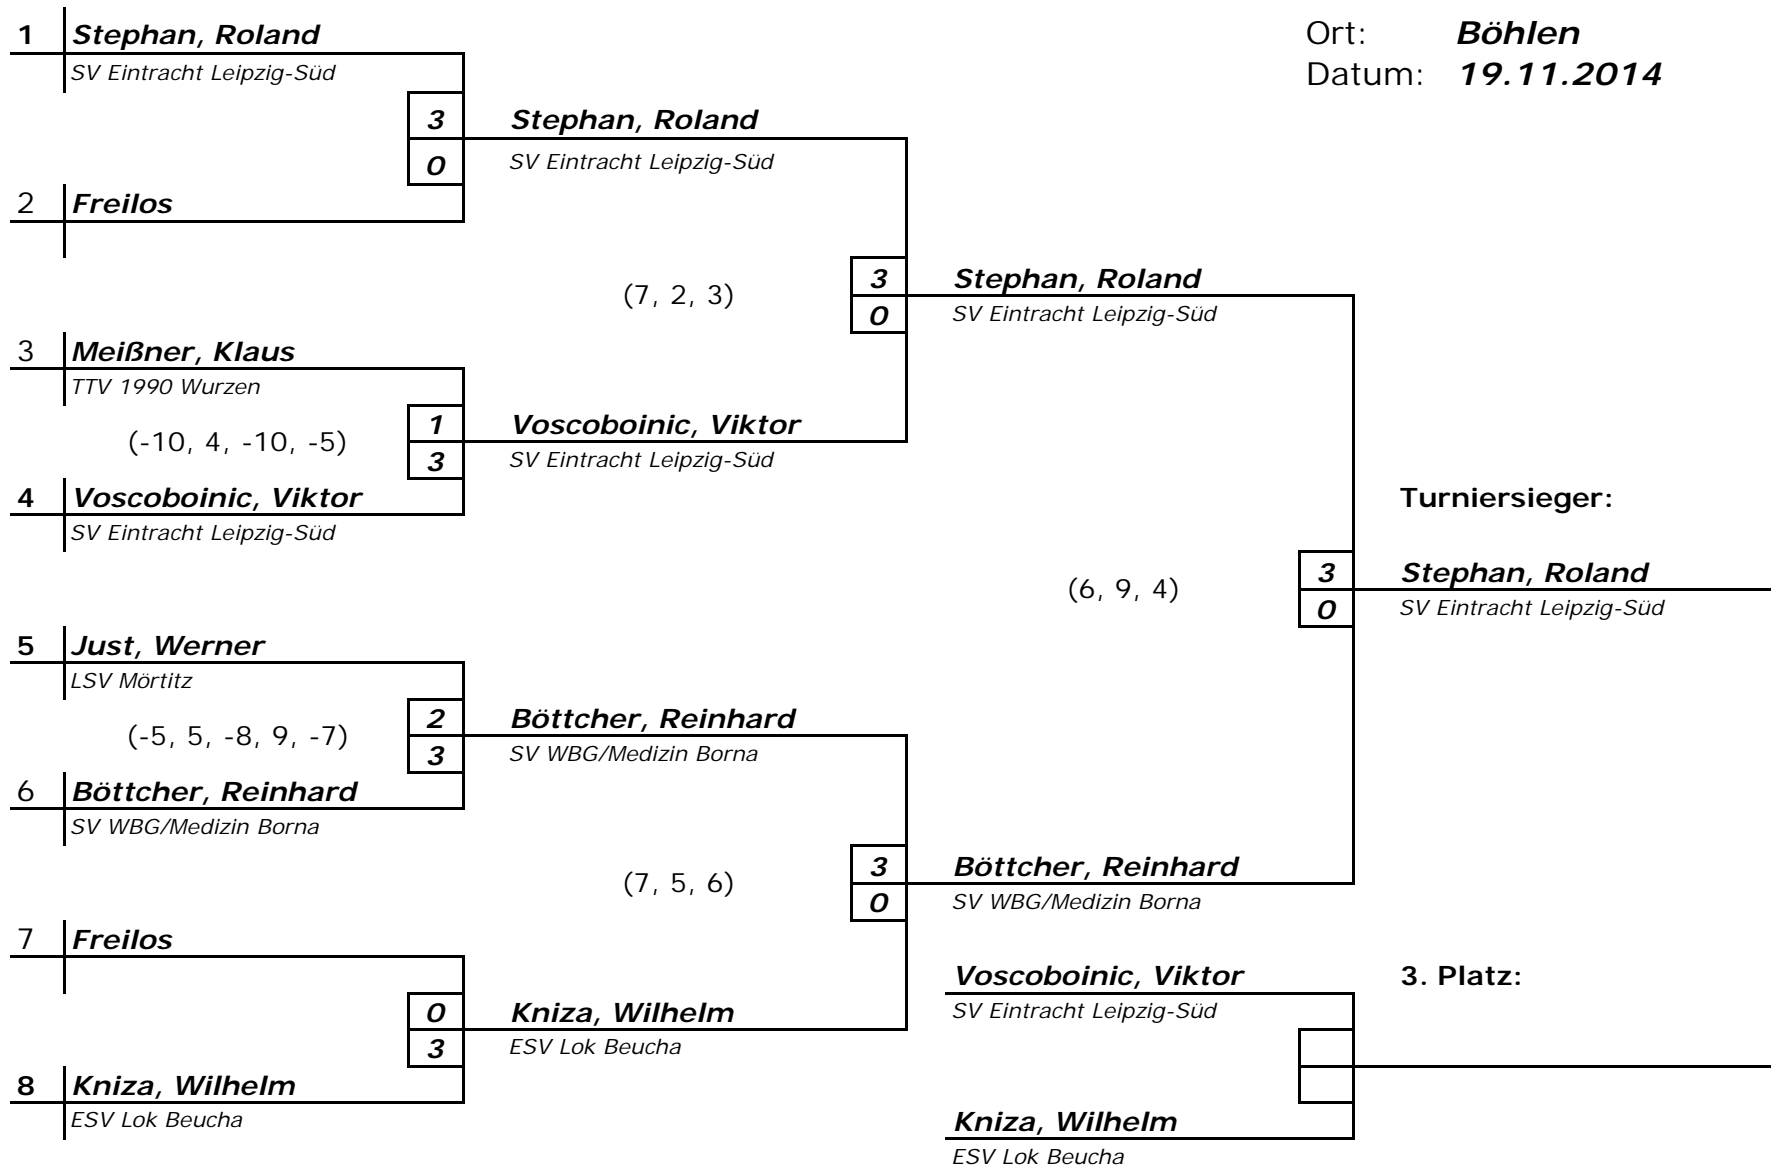 Ort: Böhlen
Datum: 19.11.2014
1 Stephan, Roland
SV Eintracht Leipzig-Süd
3 Stephan, Roland
0 SV Eintracht Leipzig-Süd
2 Freilos
(7, 2, 3)
3 Stephan, Roland
0 SV Eintracht Leipzig-Süd
3 Meißner, Klaus
TTV 1990 Wurzen
(-10, 4, -10, -5)
1 Voscoboinic, Viktor
3 SV Eintracht Leipzig-Süd
4 Voscoboinic, Viktor
SV Eintracht Leipzig-Süd
Turniersieger:
(6, 9, 4)
3 Stephan, Roland
0 SV Eintracht Leipzig-Süd
5 Just, Werner
LSV Mörtitz
(-5, 5, -8, 9, -7)
2 Böttcher, Reinhard
3 SV WBG/Medizin Borna
6 Böttcher, Reinhard
SV WBG/Medizin Borna
(7, 5, 6)
3 Böttcher, Reinhard
0 SV WBG/Medizin Borna
7 Freilos
0 Kniza, Wilhelm
3 ESV Lok Beucha
8 Kniza, Wilhelm
ESV Lok Beucha
Voscoboinic, Viktor
SV Eintracht Leipzig-Süd
3. Platz:
Kniza, Wilhelm
ESV Lok Beucha